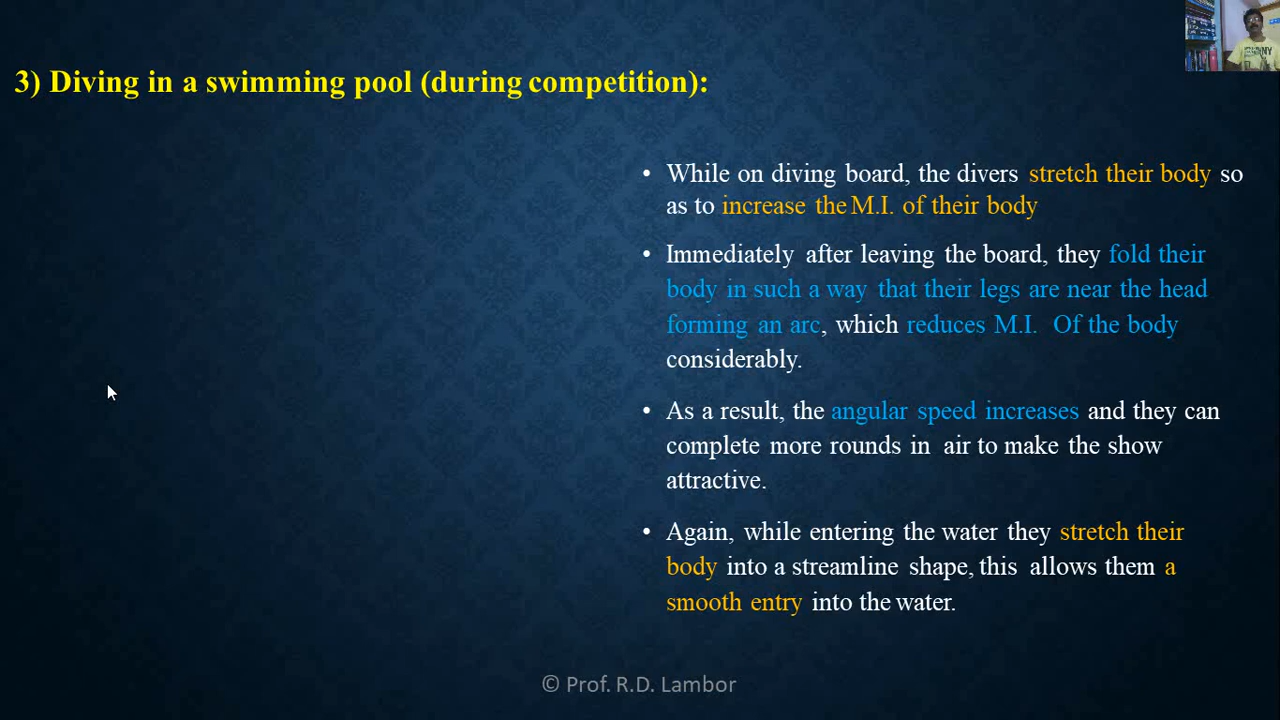 3) Diving in a swimming pool (during competition):
• While on diving board, the divers stretch their body so
as to increase the M.I. of their body
• Immediately after leaving the board, they fold their
body in such a way that their legs are near the head
forming an arc, which reduces M.I. Of the body
considerably.
• As a result, the angular speed increases and they can
complete more rounds in air to make the show
attractive.
• Again, while entering the water they stretch their
body into a streamline shape, this allows them a
smooth entry into the water.
© Prof. R.D. Lambor
NY